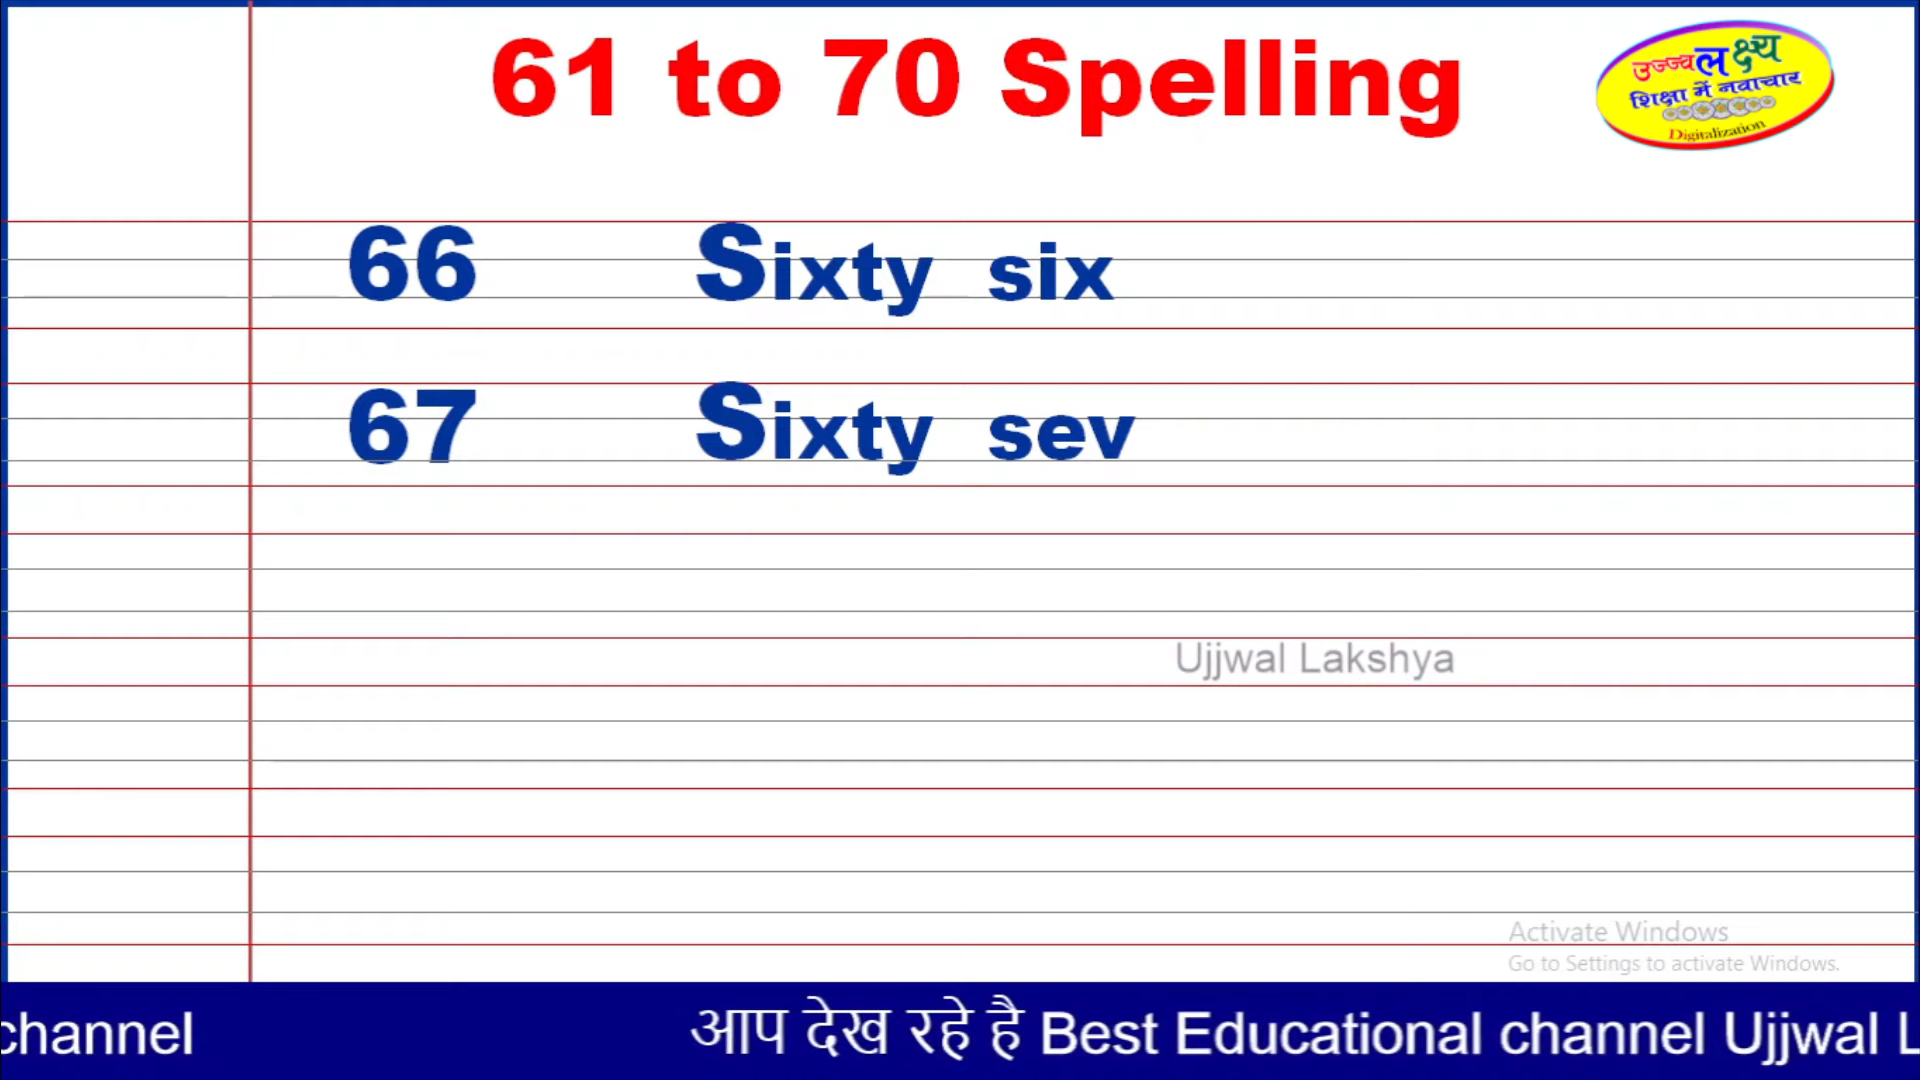 61 to 70 Spelling
उज्ज्वल लक्ष्य
शिक्षा में नवाचार
Digitalization
66 Sixty six
67 Sixty sev
Ujjwal Lakshya
Activate Windows
Go to Settings to activate Windows.
channel आप देख रहे है Best Educational channel Ujjwal L